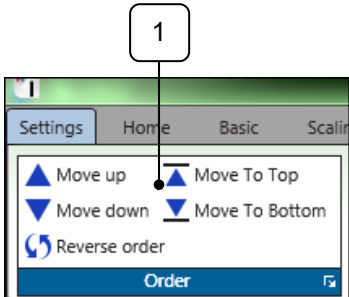 1
Settings Home Basic Scalin
Move up Move To Top
Move down Move To Bottom
Reverse order
Order